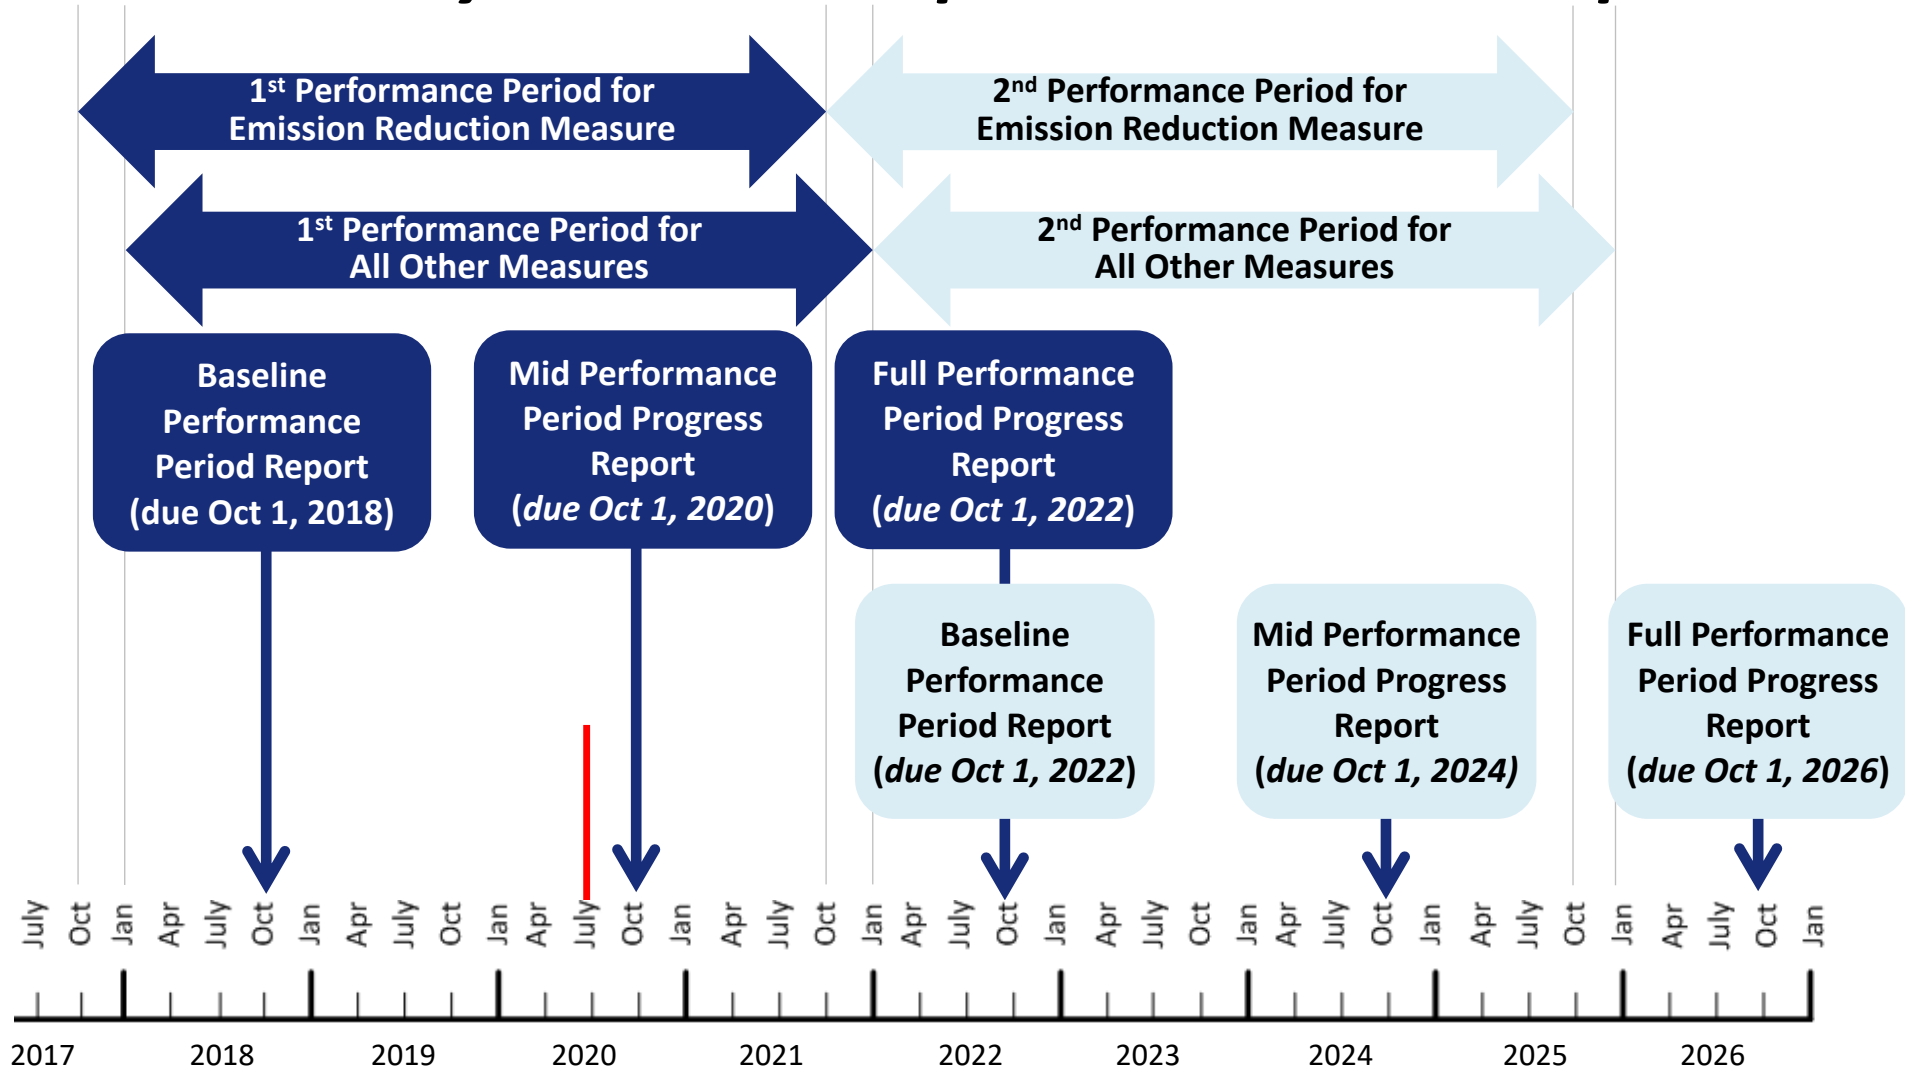 1st Performance Period for
Emission Reduction Measure
2nd Performance Period for
Emission Reduction Measure
1st Performance Period for
All Other Measures
2nd Performance Period for
All Other Measures
Baseline
Performance
Period Report
(due Oct 1, 2018)
Mid Performance
Period Progress
Report
(due Oct 1, 2020)
Full Performance
Period Progress
Report
(due Oct 1, 2022)
Baseline
Performance
Period Report
(due Oct 1, 2022)
Mid Performance
Period Progress
Report
(due Oct 1, 2024)
Full Performance
Period Progress
Report
(due Oct 1, 2026)
July Oct Jan Apr July Oct Jan Apr July Oct Jan Apr July Oct Jan Apr July Oct Jan Apr July Oct Jan Apr July Oct Jan Apr July Oct Jan Apr July Oct Jan Apr July Oct Jan
2017 2018 2019 2020 2021 2022 2023 2024 2025 2026